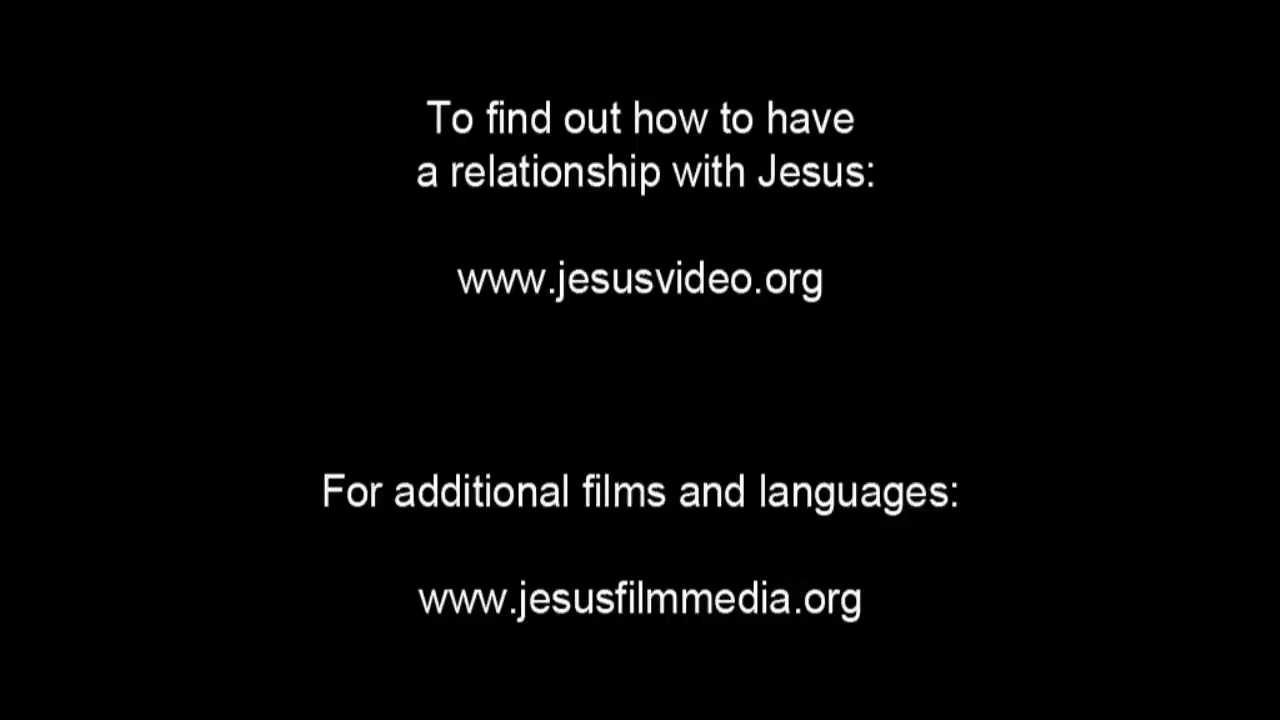 To find out how to have
a relationship with Jesus:
www.jesusvideo.org
For additional films and languages:
www.jesusfilmmedia.org